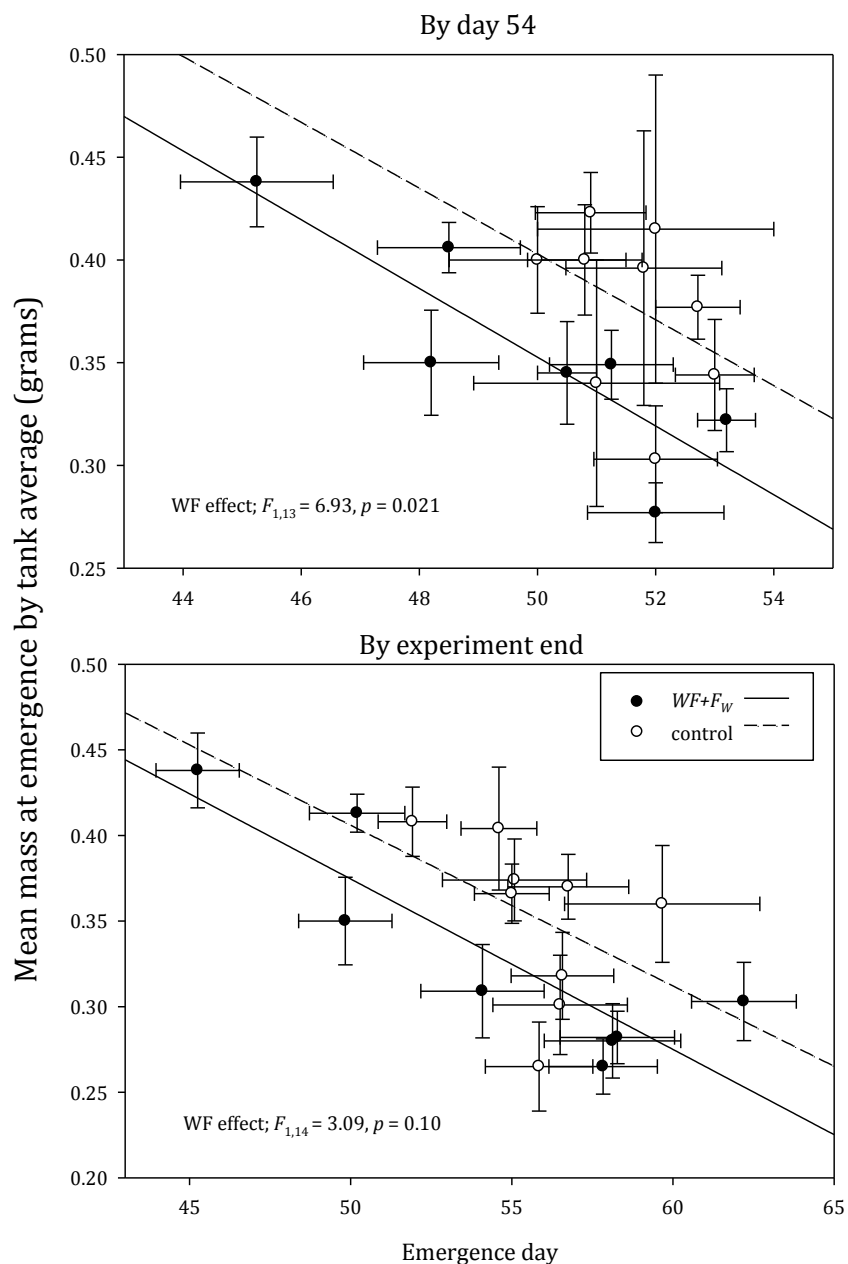 By day 54
0.50
0.45
0.40
0.35
0.30
0.25
WF effect; F1,13 = 6.93, p = 0.021
44 46 48 50 52 54
Mean mass at emergence by tank average (grams)
By experiment end
0.50
0.45
0.40
0.35
0.30
0.25
0.20
WF+FW
control
WF effect; F1,14 = 3.09, p = 0.10
45 50 55 60 65
Emergence day